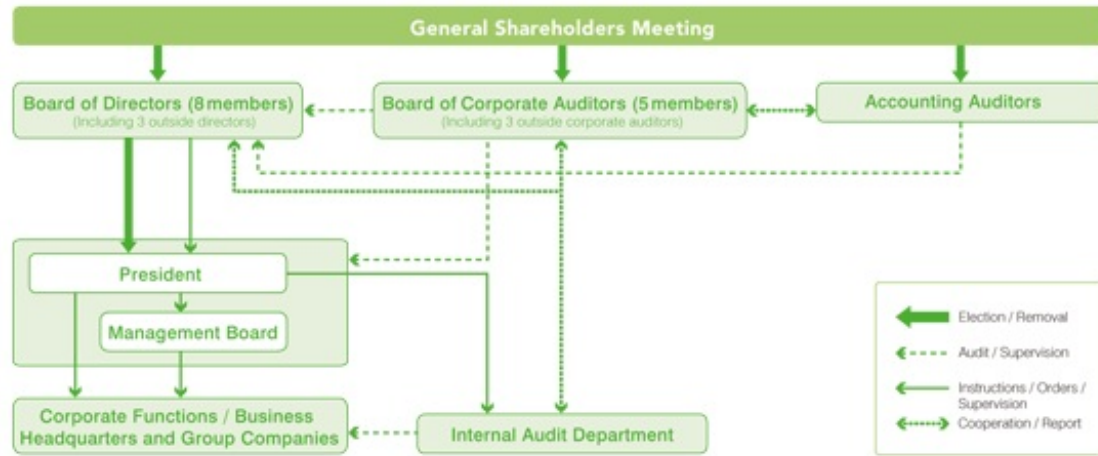 General Shareholders Meeting
Board of Directors (8 members)
(Including 3 outside directors)
Board of Corporate Auditors (5 members)
(Including 3 outside corporate auditors)
Accounting Auditors
President
Management Board
Corporate Functions / Business
Headquarters and Group Companies
Internal Audit Department
Election / Removal
Audit / Supervision
Instructions / Orders /
Supervision
Cooperation / Report